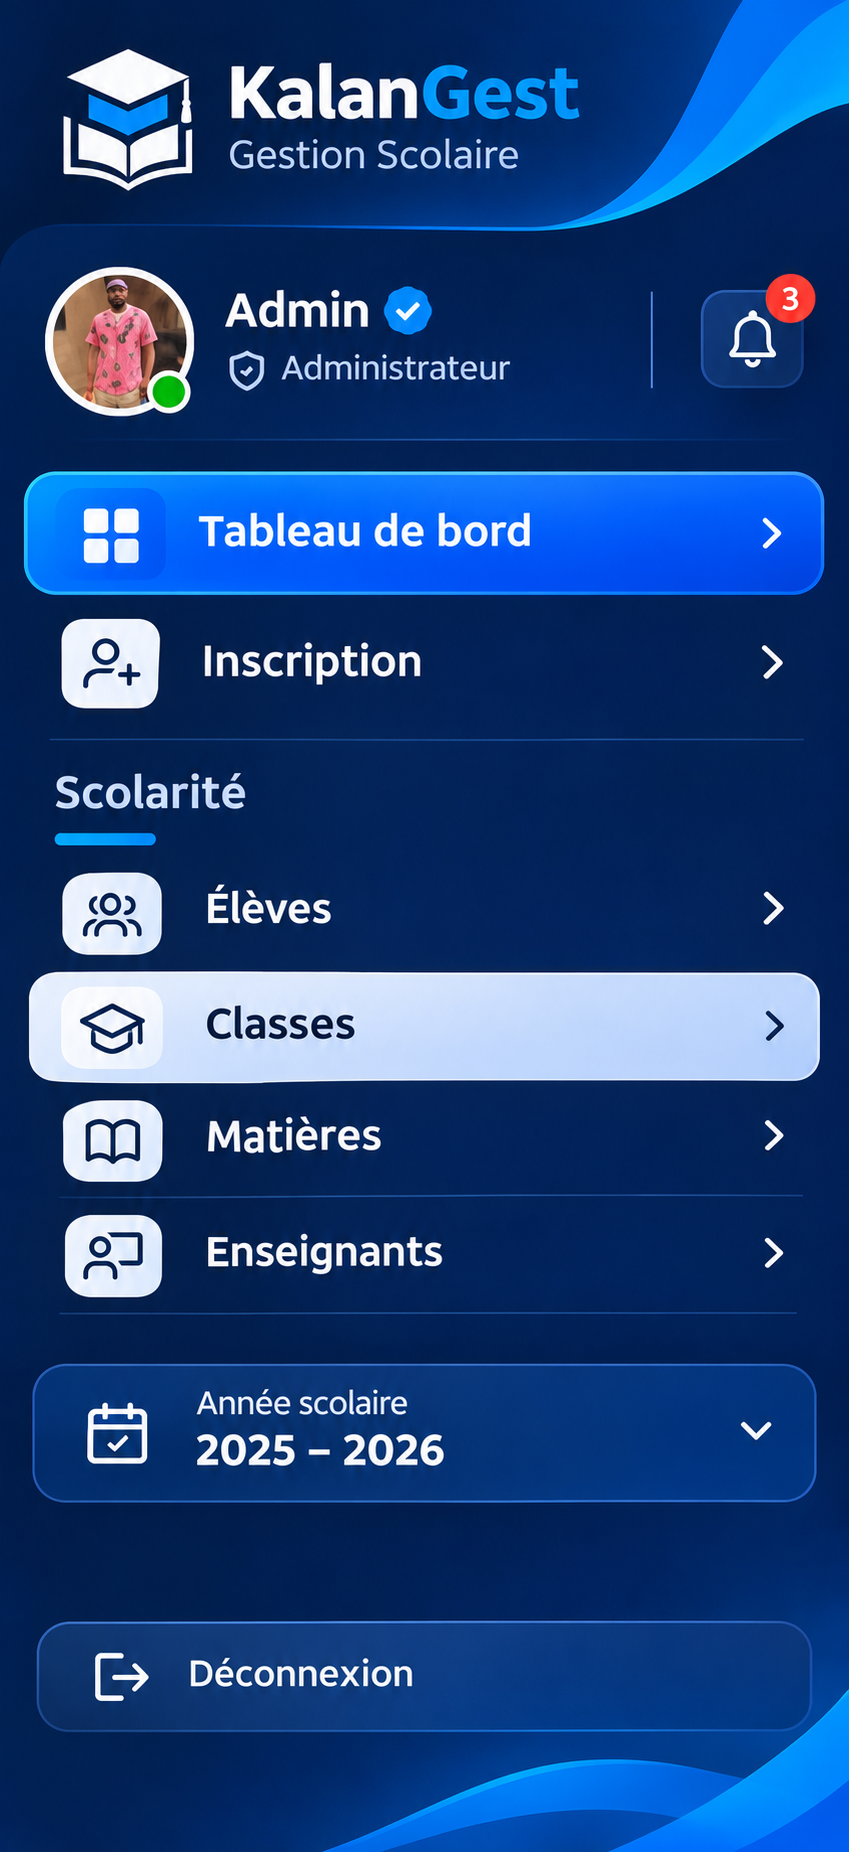 KalanGest
Gestion Scolaire
Admin
3
Administrateur
Tableau de bord
Inscription
Scolarité
Élèves
Classes
Matières
Enseignants
Année scolaire
2025 – 2026
Déconnexion